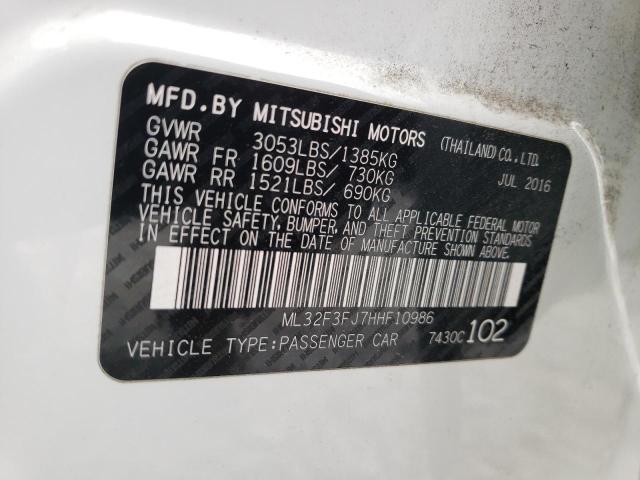 MFD.BY MITSUBISHI MOTORS (THAILAND)CO.,LTD.
GVWR 3053LBS/1385KG JUL 2016
GAWR FR 1609LBS/ 730KG
GAWR RR 1521LBS/ 690KG
THIS VEHICLE CONFORMS TO ALL APPLICABLE FEDERAL MOTOR
VEHICLE SAFETY, BUMPER, AND THEFT PREVENTION STANDARDS
IN EFFECT ON THE DATE OF MANUFACTURE SHOWN ABOVE.
ML32F3FJ7HHF10986
VEHICLE TYPE:PASSENGER CAR 7430C102